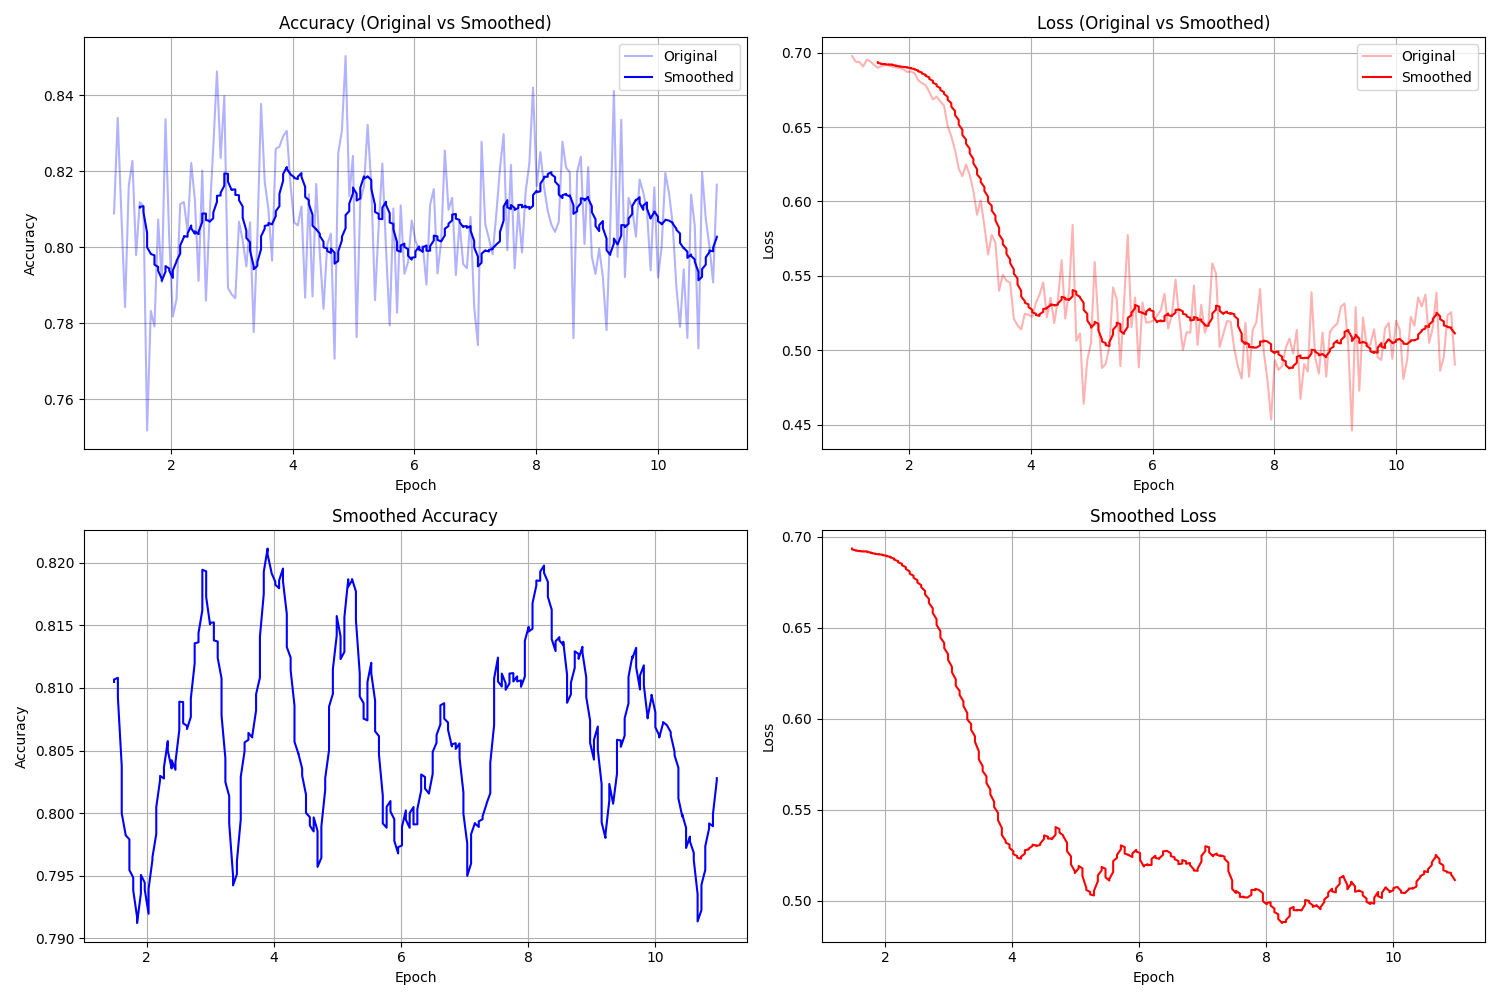 Accuracy (Original vs Smoothed)
Original
Smoothed
0.84
0.82
0.80
0.78
0.76
Accuracy
2 4 6 8 10
Epoch
Loss (Original vs Smoothed)
Original
Smoothed
0.70
0.65
0.60
0.55
0.50
0.45
Loss
2 4 6 8 10
Epoch
Smoothed Accuracy
0.820
0.815
0.810
0.805
0.800
0.795
0.790
Accuracy
2 4 6 8 10
Epoch
Smoothed Loss
0.70
0.65
0.60
0.55
0.50
Loss
2 4 6 8 10
Epoch